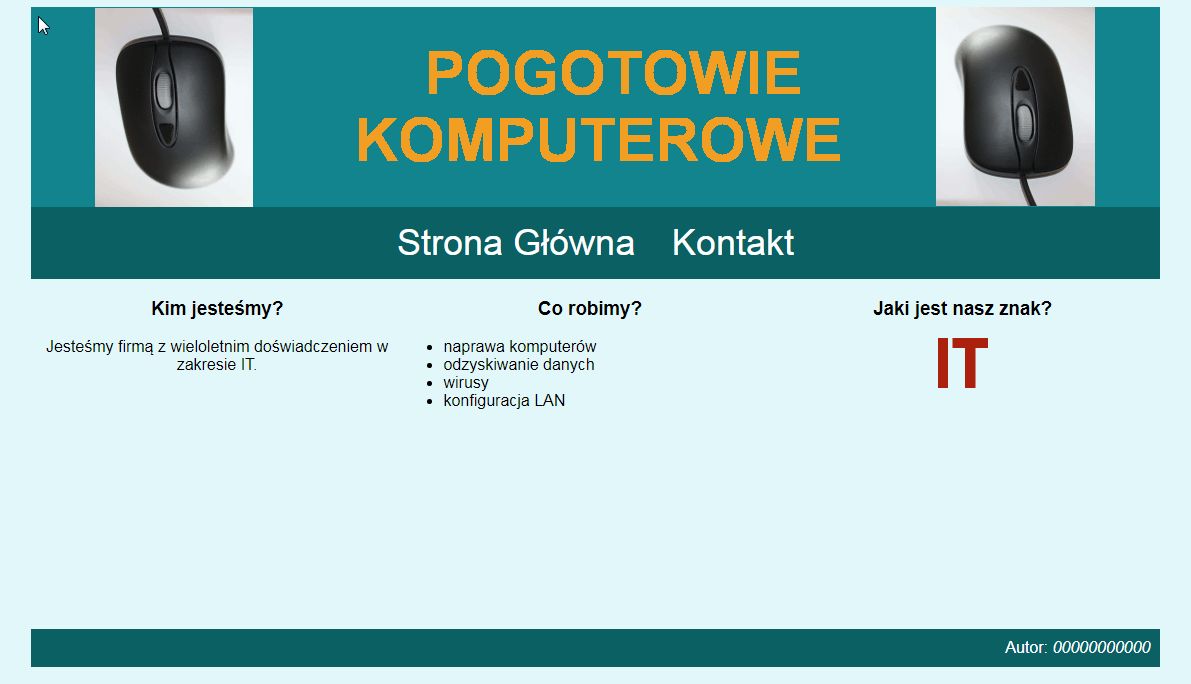 POGOTOWIE
KOMPUTEROWE
Strona Główna Kontakt
Kim jesteśmy?
Jesteśmy firmą z wieloletnim doświadczeniem w
zakresie IT.
Co robimy?
naprawa komputerów
odzyskiwanie danych
wirusy
konfiguracja LAN
Jaki jest nasz znak?
IT
Autor: 00000000000